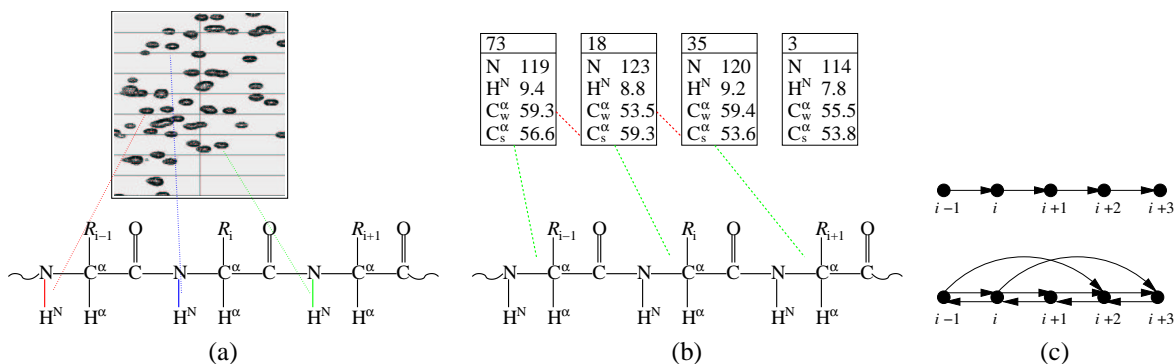 R_{i−1} O R_i O R_{i+1} O
N C^α C N C^α C N C^α C
H^N H^α H^N H^α H^N H^α
(a)
73 18 35 3
N 119 N 123 N 120 N 114
H^N 9.4 H^N 8.8 H^N 9.2 H^N 7.8
C^α_w 59.3 C^α_w 53.5 C^α_w 59.4 C^α_w 55.5
C^α_s 56.6 C^α_s 59.3 C^α_s 53.6 C^α_s 53.8
R_{i−1} O R_i O R_{i+1} O
N C^α C N C^α C N C^α C
H^N H^α H^N H^α H^N H^α
(b)
i −1 i i +1 i +2 i +3
i −1 i i +1 i +2 i +3
(c)